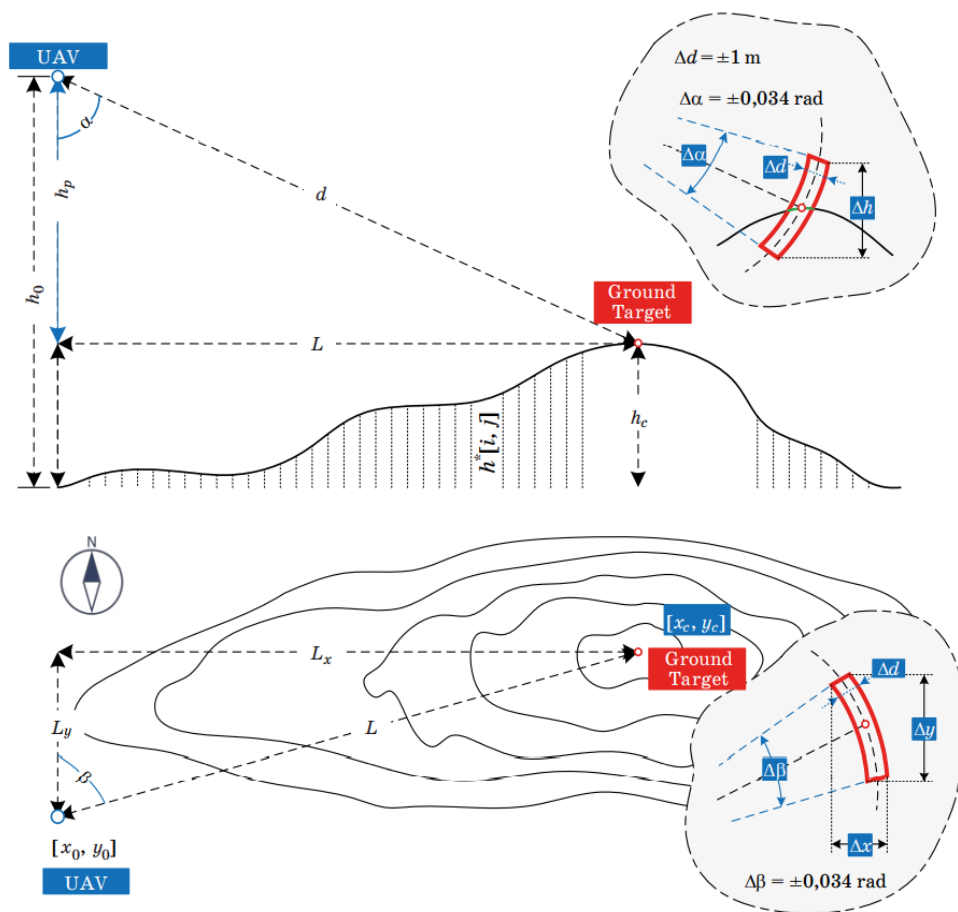 UAV
α
h_p
d
h_0
L
Ground
Target
h_c
h*[i, j]
Δd = ±1 m
Δα = ±0,034 rad
Δα
Δd
Δh
N
[x_c, y_c]
Ground
Target
L_x
L_y
L
β
[x_0, y_0]
UAV
Δd
Δy
Δβ
Δx
Δβ = ±0,034 rad